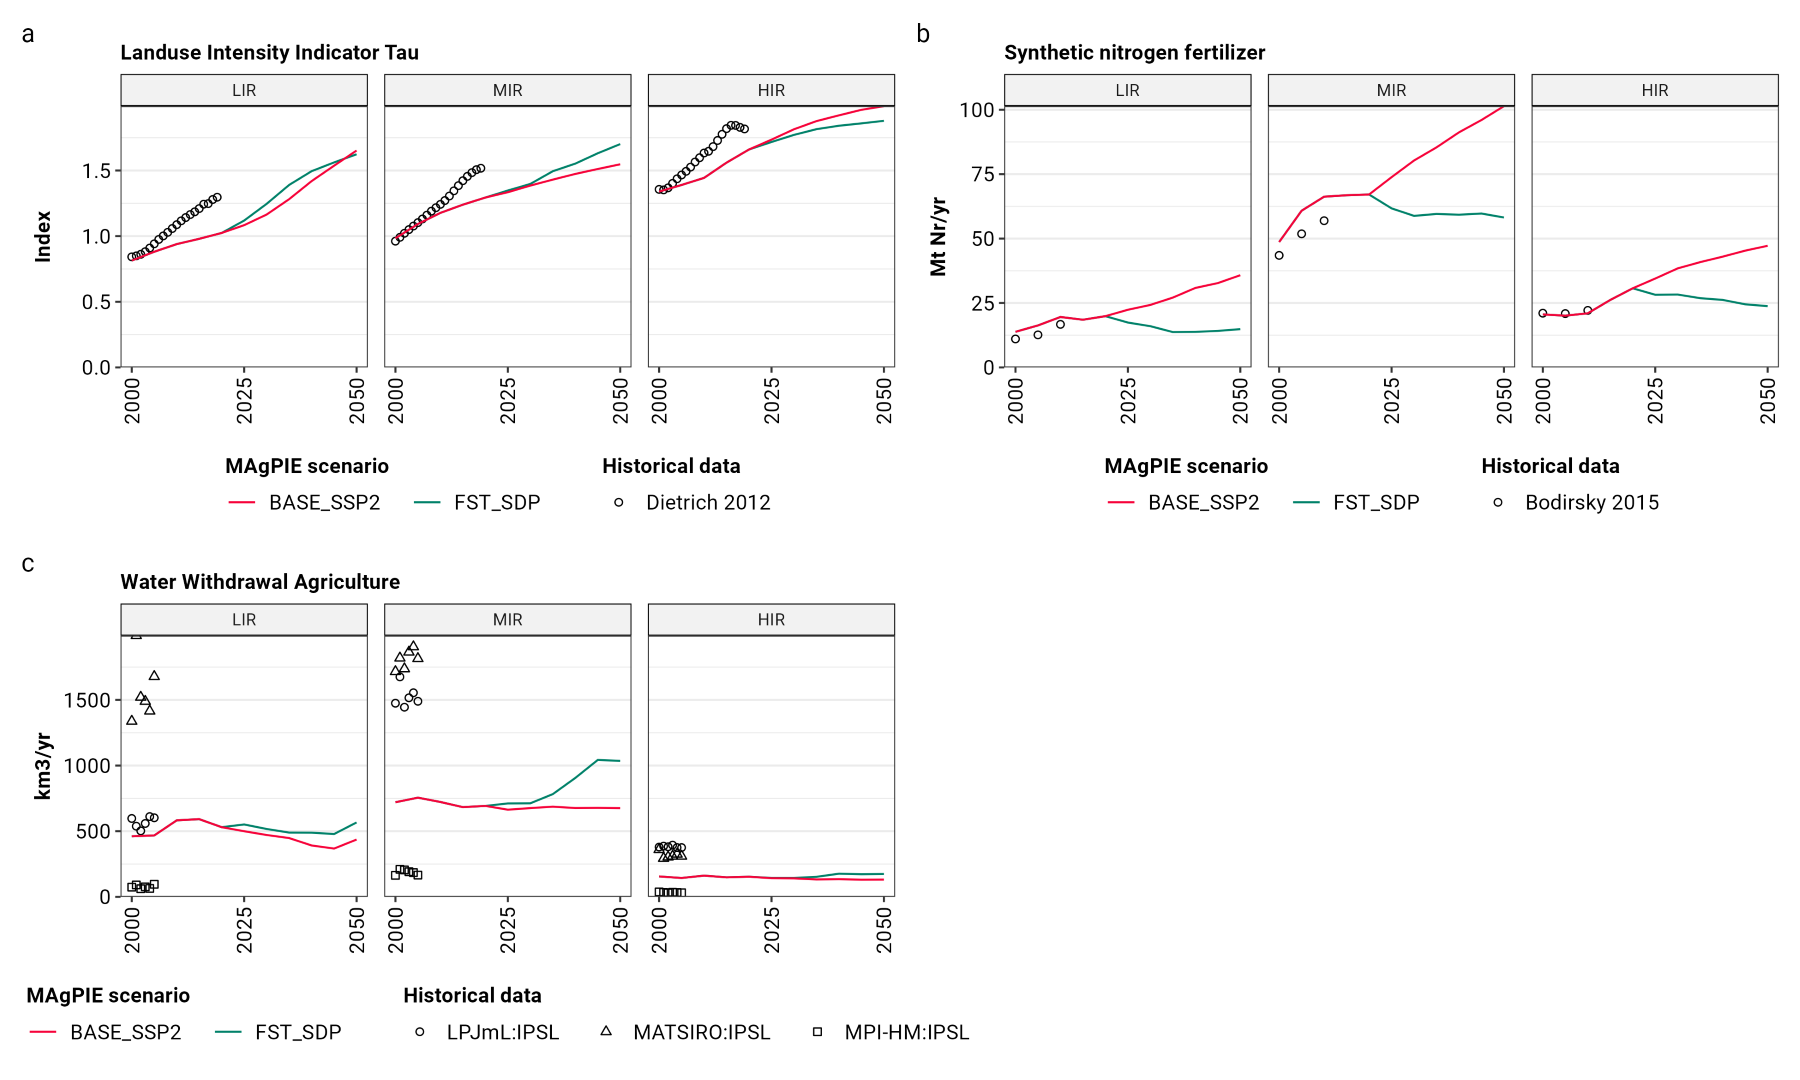 a
Landuse Intensity Indicator Tau
LIR MIR HIR
Index
1.5
1.0
0.5
0.0
2000 2025 2050 2000 2025 2050 2000 2025 2050
MAgPIE scenario Historical data
BASE_SSP2 FST_SDP Dietrich 2012
b
Synthetic nitrogen fertilizer
LIR MIR HIR
Mt Nr/yr
100
75
50
25
0
2000 2025 2050 2000 2025 2050 2000 2025 2050
MAgPIE scenario Historical data
BASE_SSP2 FST_SDP Bodirsky 2015
c
Water Withdrawal Agriculture
LIR MIR HIR
km3/yr
1500
1000
500
0
2000 2025 2050 2000 2025 2050 2000 2025 2050
MAgPIE scenario Historical data
BASE_SSP2 FST_SDP LPJmL:IPSL MATSIRO:IPSL MPI-HM:IPSL